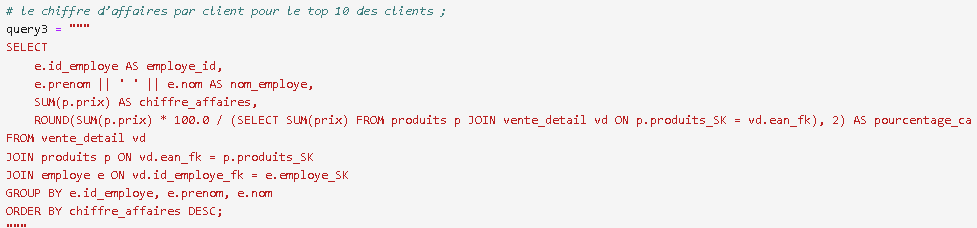 # le chiffre d'affaires par client pour le top 10 des clients ;
query3 = """
SELECT
    e.id_employe AS employe_id,
    e.prenom || ' ' || e.nom AS nom_employe,
    SUM(p.prix) AS chiffre_affaires,
    ROUND(SUM(p.prix) * 100.0 / (SELECT SUM(prix) FROM produits p JOIN vente_detail vd ON p.produits_SK = vd.ean_fk), 2) AS pourcentage_ca
FROM vente_detail vd
JOIN produits p ON vd.ean_fk = p.produits_SK
JOIN employe e ON vd.id_employe_fk = e.employe_SK
GROUP BY e.id_employe, e.prenom, e.nom
ORDER BY chiffre_affaires DESC;
"""